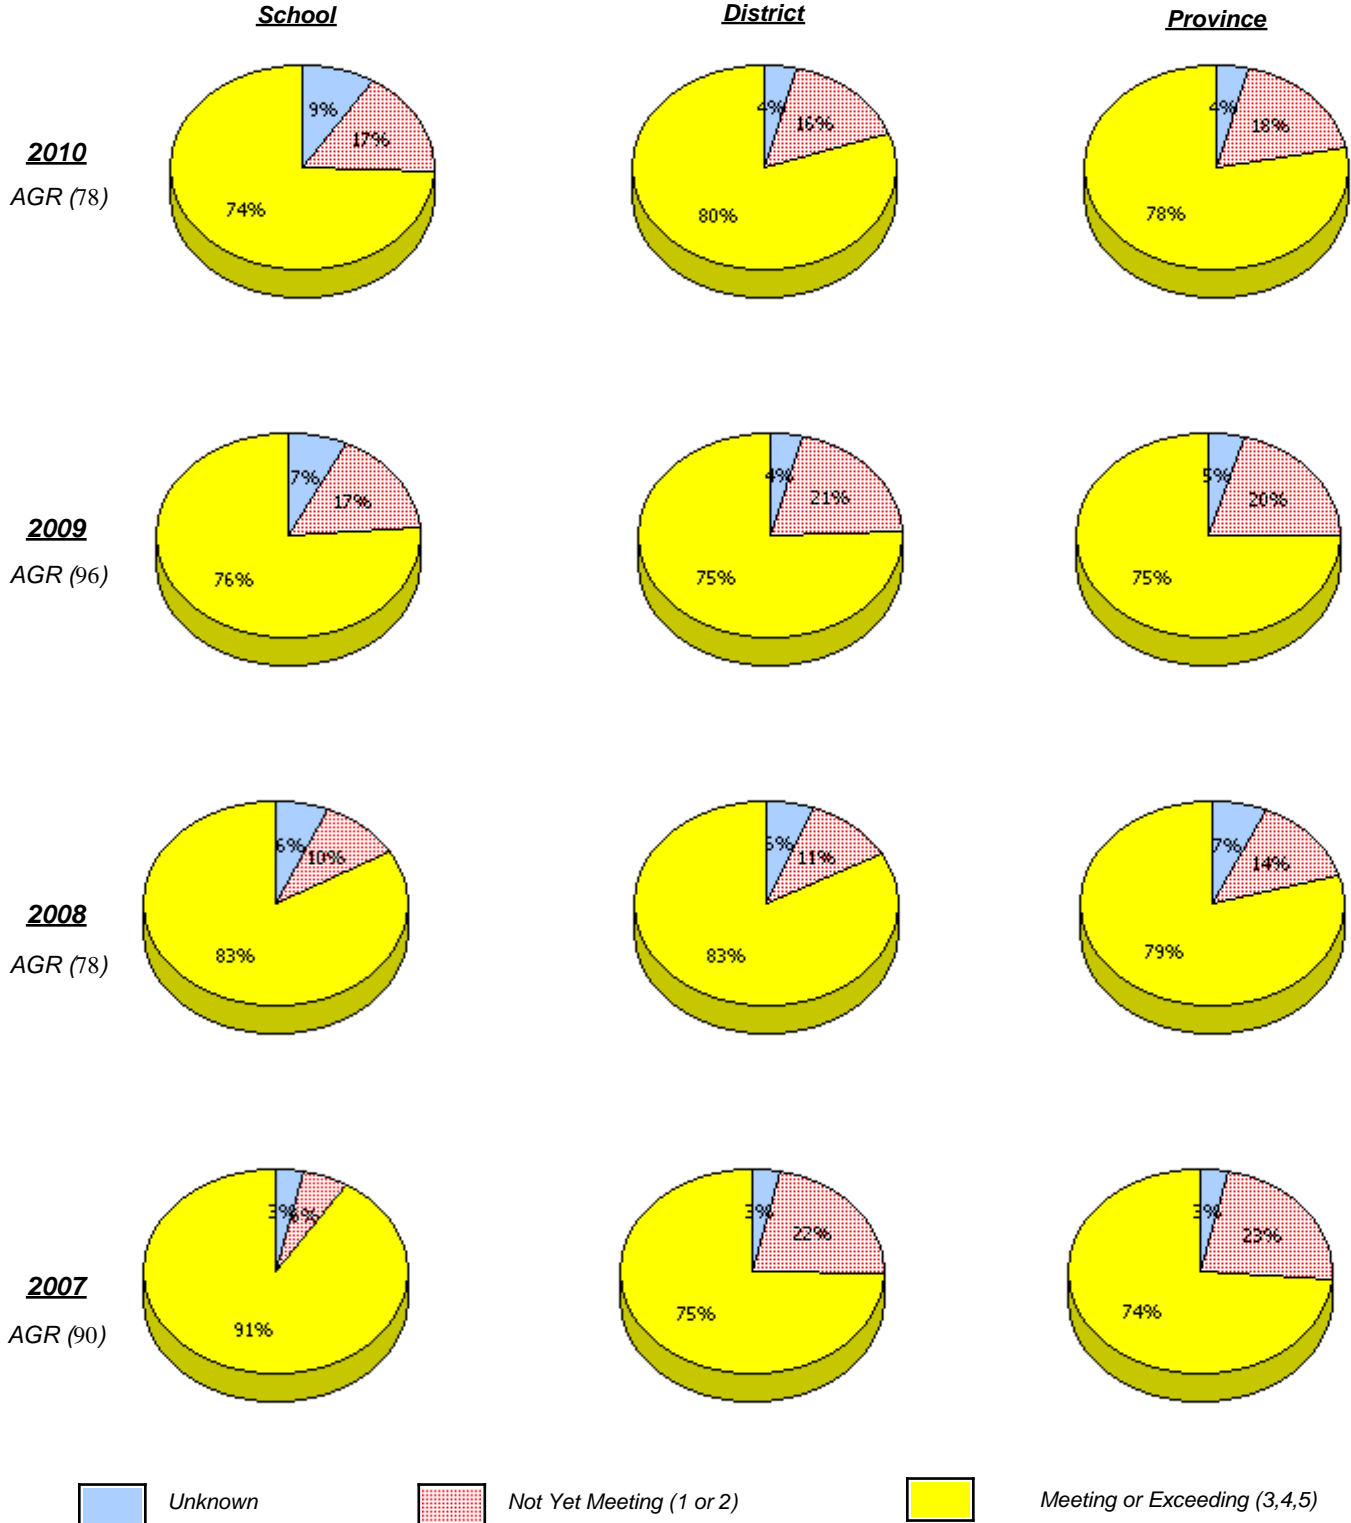 School District Province
9% 17% 74%
4% 16% 80%
4% 18% 78%
2010
AGR (78)
7% 17% 76%
4% 21% 75%
5% 20% 75%
2009
AGR (96)
6% 10% 83%
5% 11% 83%
7% 14% 79%
2008
AGR (78)
3% 6% 91%
3% 22% 75%
3% 23% 74%
2007
AGR (90)
Unknown Not Yet Meeting (1 or 2) Meeting or Exceeding (3,4,5)